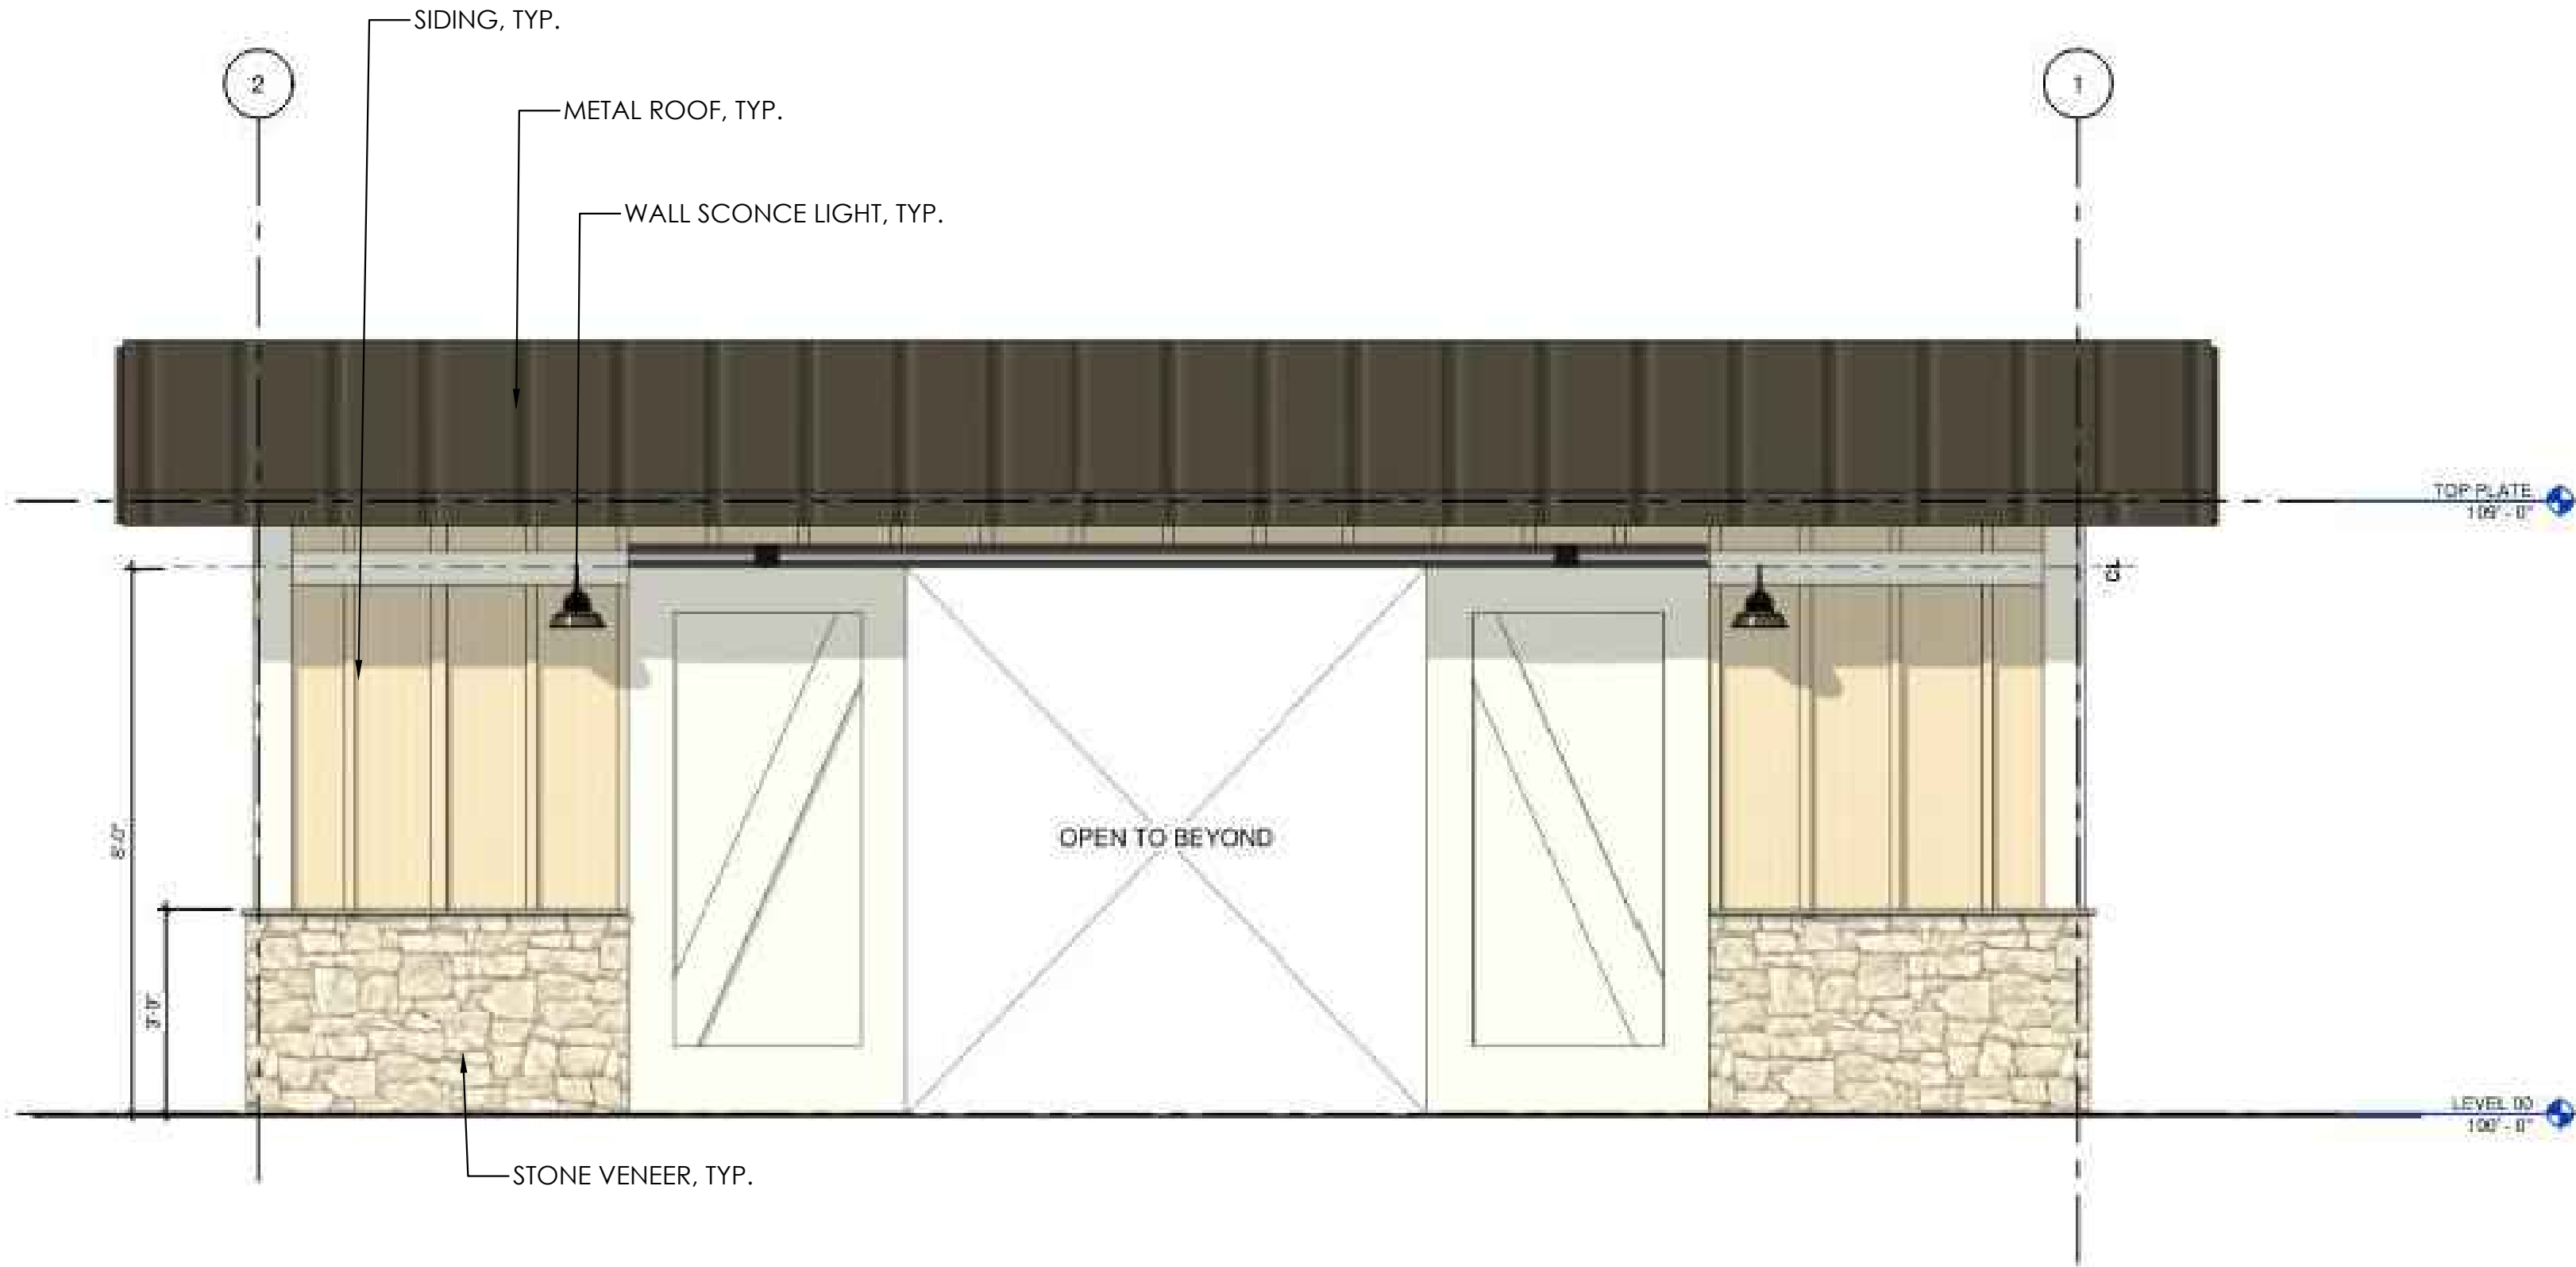 SIDING, TYP.
2
1
METAL ROOF, TYP.
WALL SCONCE LIGHT, TYP.
TOP PLATE
109' - 0"
CL
8'-0"
OPEN TO BEYOND
3'-0"
LEVEL 00
100' - 0"
STONE VENEER, TYP.